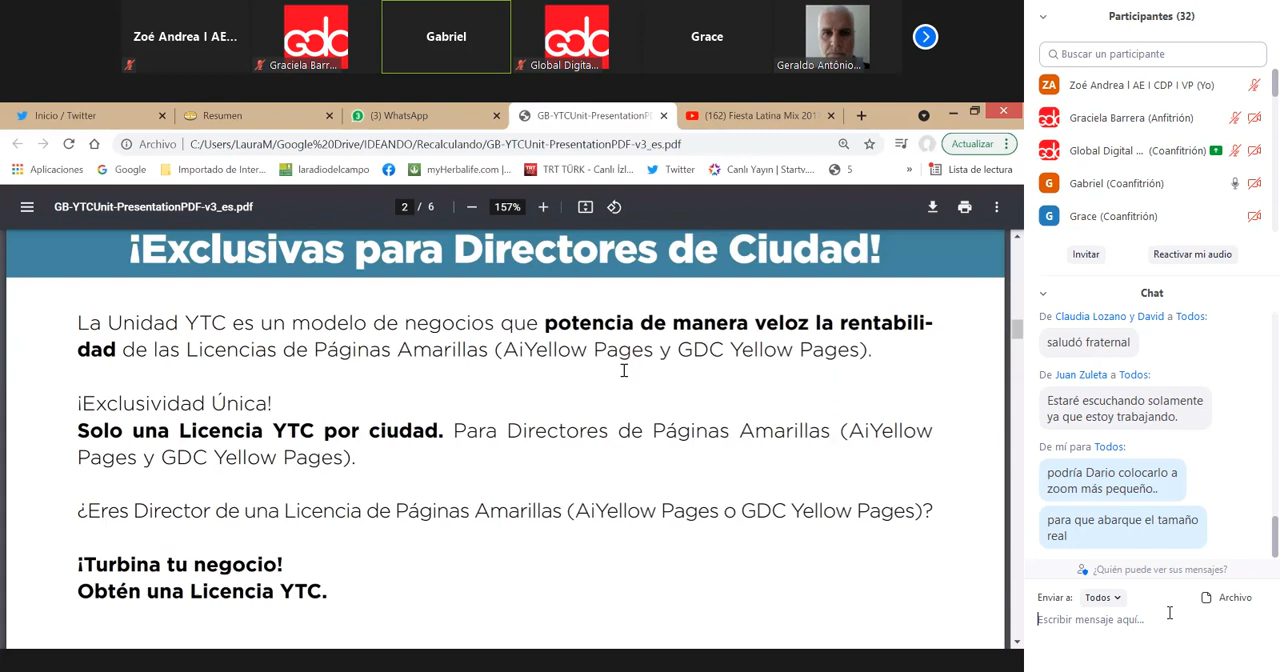 Zoé Andrea l AE...
gdc
Graciela Barr...
Gabriel
gdc
Global Digita...
Grace
Geraldo Antônio...
Inicio / Twitter
Resumen
(3) WhatsApp
GB-YTCUnit-PresentationPDF
(162) Fiesta Latina Mix 201
Archivo
C:/Users/LauraM/Google%20Drive/IDEANDO/Recalculando/GB-YTCUnit-PresentationPDF-v3_es.pdf
Actualizar
Aplicaciones
Google
Importado de Inter...
laradiodelcampo
myHerbalife.com |...
TRT TÜRK - Canlı İzl...
Twitter
Canlı Yayın | Startv...
5
»
Lista de lectura
GB-YTCUnit-PresentationPDF-v3_es.pdf
2 / 6
157%
¡Exclusivas para Directores de Ciudad!
La Unidad YTC es un modelo de negocios que potencia de manera veloz la rentabili-
dad de las Licencias de Páginas Amarillas (AiYellow Pages y GDC Yellow Pages).
¡Exclusividad Única!
Solo una Licencia YTC por ciudad. Para Directores de Páginas Amarillas (AiYellow
Pages y GDC Yellow Pages).
¿Eres Director de una Licencia de Páginas Amarillas (AiYellow Pages o GDC Yellow Pages)?
¡Turbina tu negocio!
Obtén una Licencia YTC.
Participantes (32)
Buscar un participante
ZA
Zoé Andrea l AE l CDP l VP (Yo)
gdc
Graciela Barrera (Anfitrión)
gdc
Global Digital ... (Coanfitrión)
G
Gabriel (Coanfitrión)
G
Grace (Coanfitrión)
Invitar
Reactivar mi audio
Chat
De Claudia Lozano y David a Todos:
saludó fraternal
De Juan Zuleta a Todos:
Estaré escuchando solamente
ya que estoy trabajando.
De mí para Todos:
podría Dario colocarlo a
zoom más pequeño..
para que abarque el tamaño
real
¿Quién puede ver sus mensajes?
Enviar a:
Todos
Archivo
Escribir mensaje aquí...